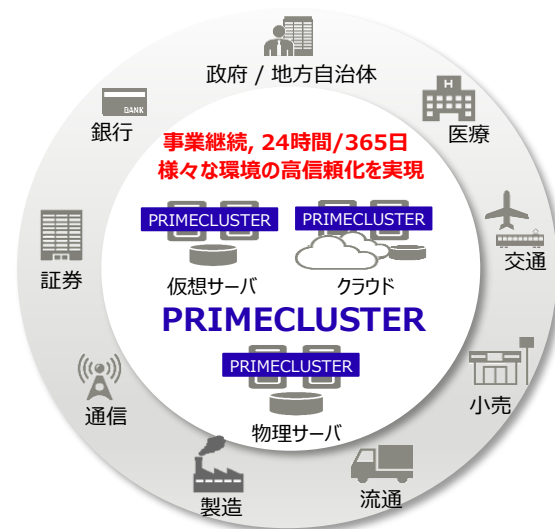 政府 / 地方自治体
H
医療
BANK
銀行
事業継続, 24時間/365日
様々な環境の高信頼化を実現
PRIMECLUSTER
PRIMECLUSTER
交通
証券
仮想サーバ
クラウド
PRIMECLUSTER
PRIMECLUSTER
小売
通信
物理サーバ
製造
流通